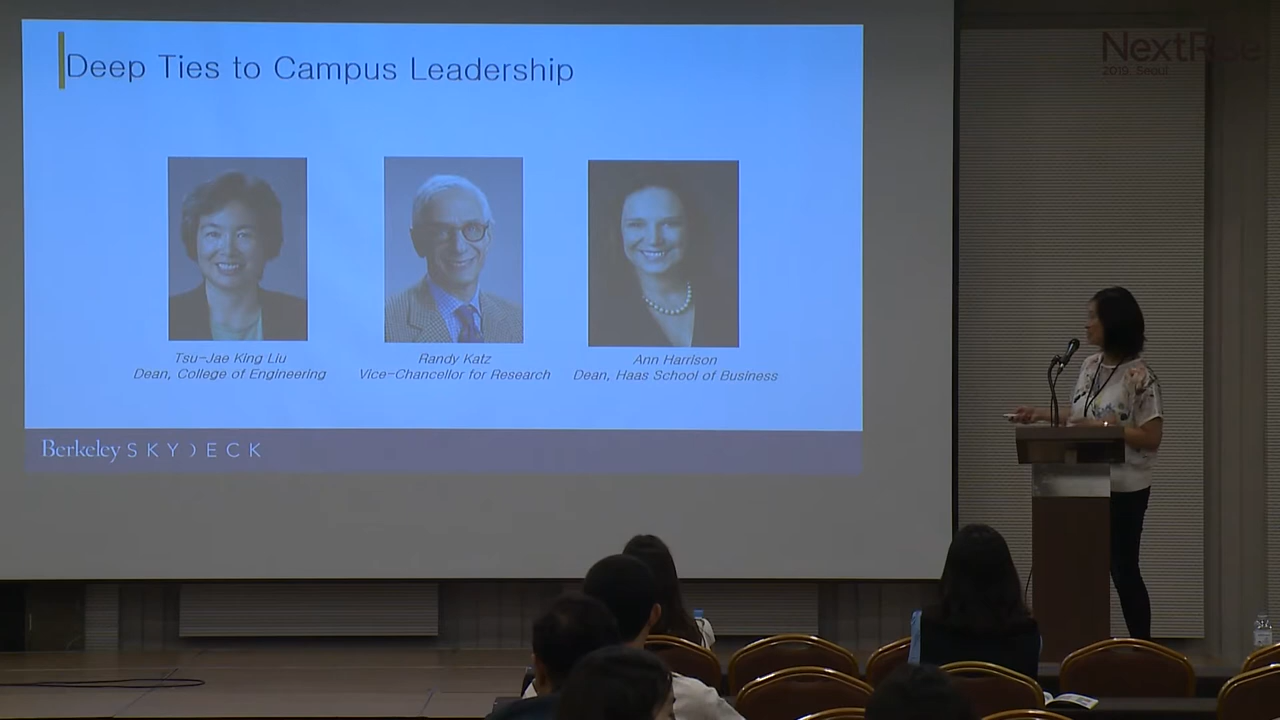 NextRise
2019, Seoul
Deep Ties to Campus Leadership
Tsu-Jae King Liu
Dean, College of Engineering
Randy Katz
Vice-Chancellor for Research
Ann Harrison
Dean, Haas School of Business
Berkeley SKYDECK